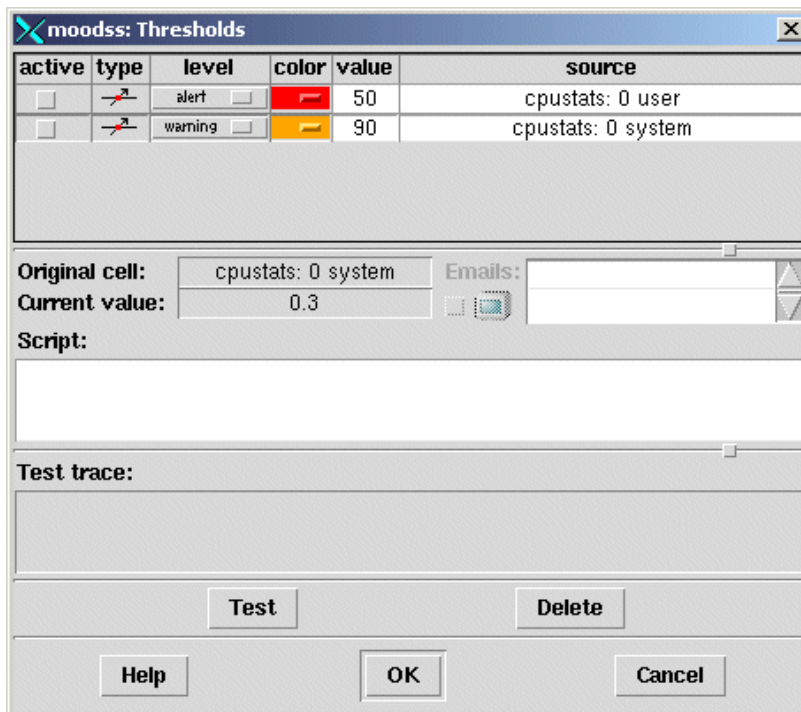 moodss: Thresholds
active type level color value source
alert 50 cpustats: 0 user
warning 90 cpustats: 0 system
Original cell: cpustats: 0 system Emails:
Current value: 0.3
Script:
Test trace:
Test Delete
Help OK Cancel